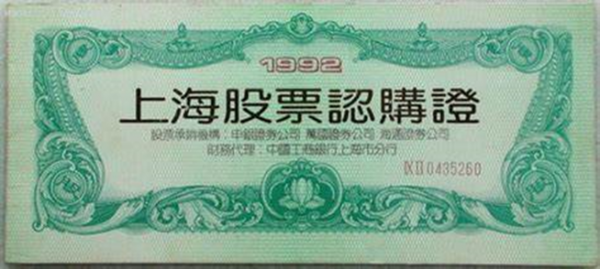 1992
上海股票認購證
股票承銷機構：申銀證券公司 萬國證券公司 海通證券公司
財務代理：中國工商銀行上海市分行
0435260